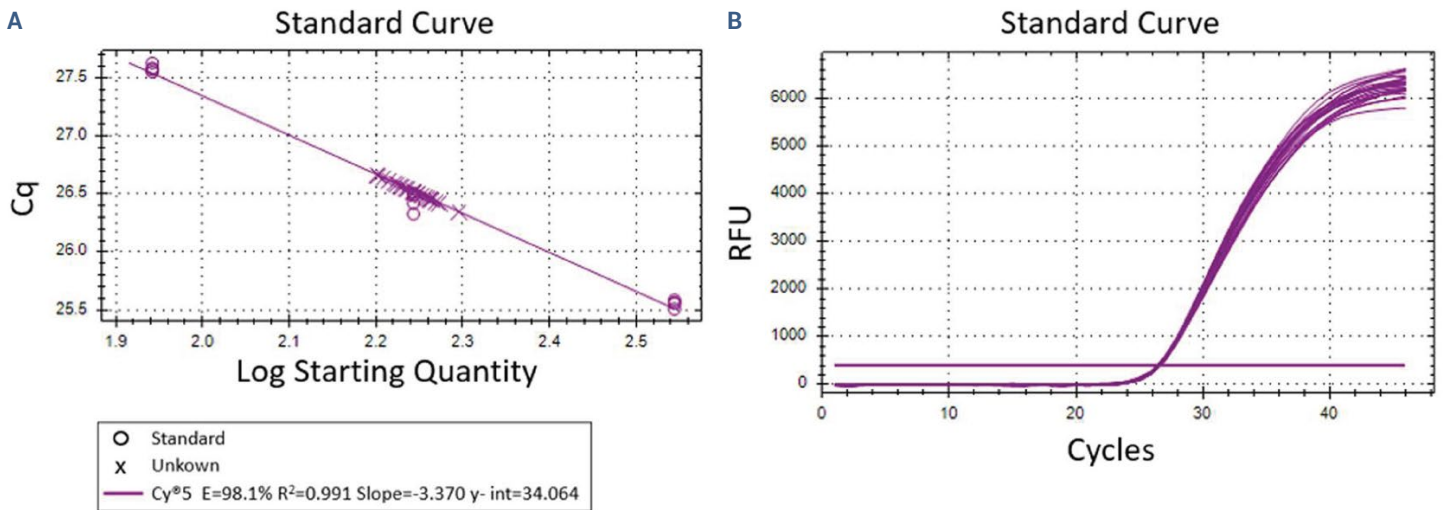 A
Standard Curve
Cq
27.5
27.0
26.5
26.0
25.5
1.9 2.0 2.1 2.2 2.3 2.4 2.5
Log Starting Quantity
Standard
x Unkown
Cy®5 E=98.1% R²=0.991 Slope=-3.370 y- int=34.064
B
Standard Curve
RFU
6000
5000
4000
3000
2000
1000
0
0 10 20 30 40
Cycles